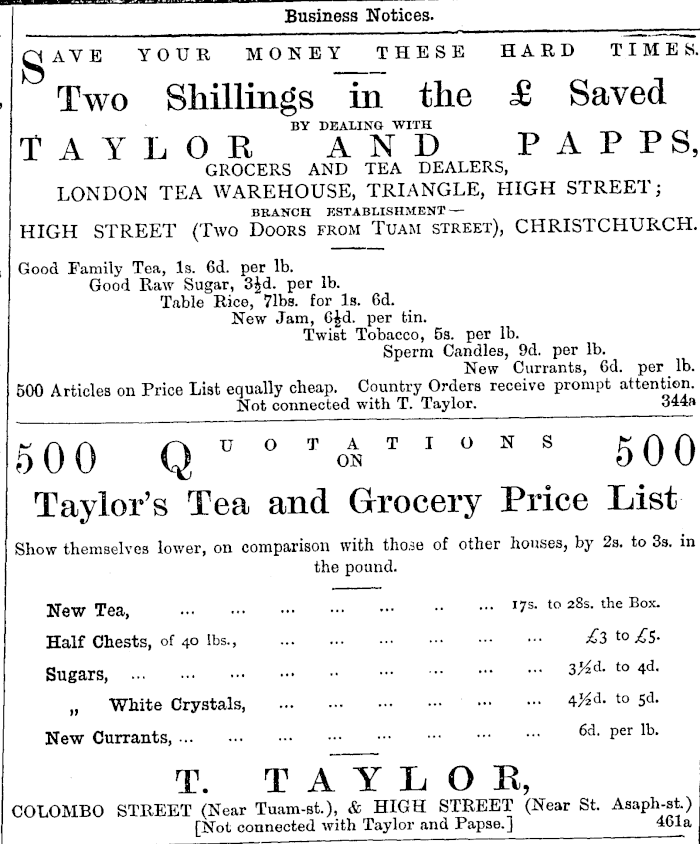 Business Notices.
SAVE YOUR MONEY THESE HARD TIMES.
Two Shillings in the £ Saved
BY DEALING WITH
TAYLOR AND PAPPS,
GROCERS AND TEA DEALERS,
LONDON TEA WAREHOUSE, TRIANGLE, HIGH STREET;
BRANCH ESTABLISHMENT—
HIGH STREET (Two Doors from Tuam street), CHRISTCHURCH.
Good Family Tea, 1s. 6d. per lb.
Good Raw Sugar, 3½d. per lb.
Table Rice, 7lbs. for 1s. 6d.
New Jam, 6½d. per tin.
Twist Tobacco, 5s. per lb.
Sperm Candles, 9d. per lb.
New Currants, 6d. per lb.
500 Articles on Price List equally cheap. Country Orders receive prompt attention.
Not connected with T. Taylor. 344a
500 QUOTATIONS 500
ON
Taylor's Tea and Grocery Price List
Show themselves lower, on comparison with those of other houses, by 2s. to 3s. in
the pound.
New Tea, ... ... ... ... ... .. ... 17s. to 28s. the Box.
Half Chests, of 40 lbs., ... ... ... ... ... ... £3 to £5.
Sugars, ... ... ... ... .. ... ... ... ... 3½d. to 4d.
„ White Crystals, ... ... ... ... ... ... 4½d. to 5d.
New Currants, ... ... ... ... ... ... ... ... 6d. per lb.
T. TAYLOR,
COLOMBO STREET (Near Tuam-st.), & HIGH STREET (Near St. Asaph-st.)
[Not connected with Taylor and Papse.] 461a